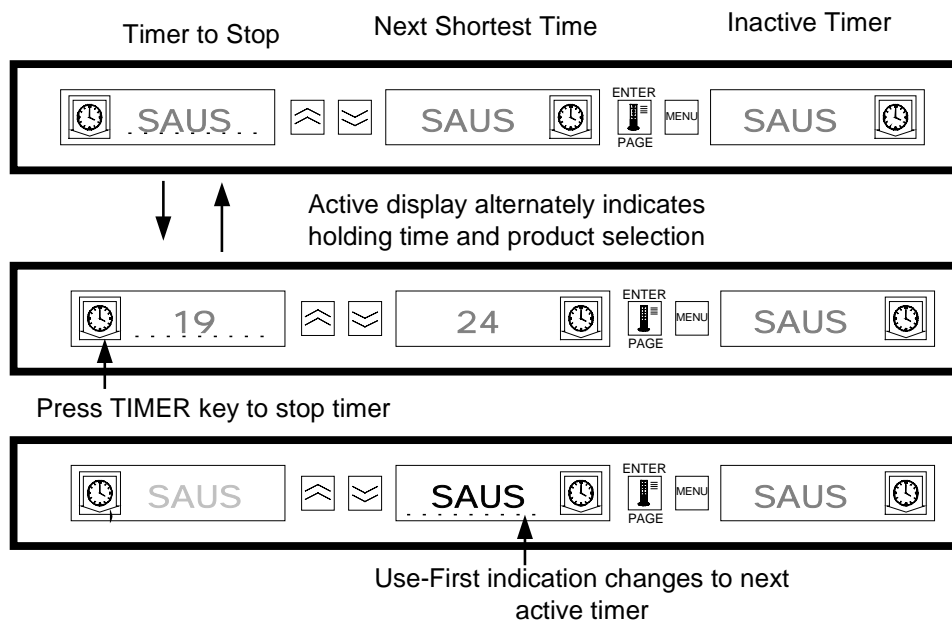 Timer to Stop
Next Shortest Time
Inactive Timer
SAUS
SAUS
ENTER
PAGE
MENU
SAUS
Active display alternately indicates
holding time and product selection
19
24
ENTER
PAGE
MENU
SAUS
Press TIMER key to stop timer
SAUS
SAUS
ENTER
PAGE
MENU
SAUS
Use-First indication changes to next
active timer